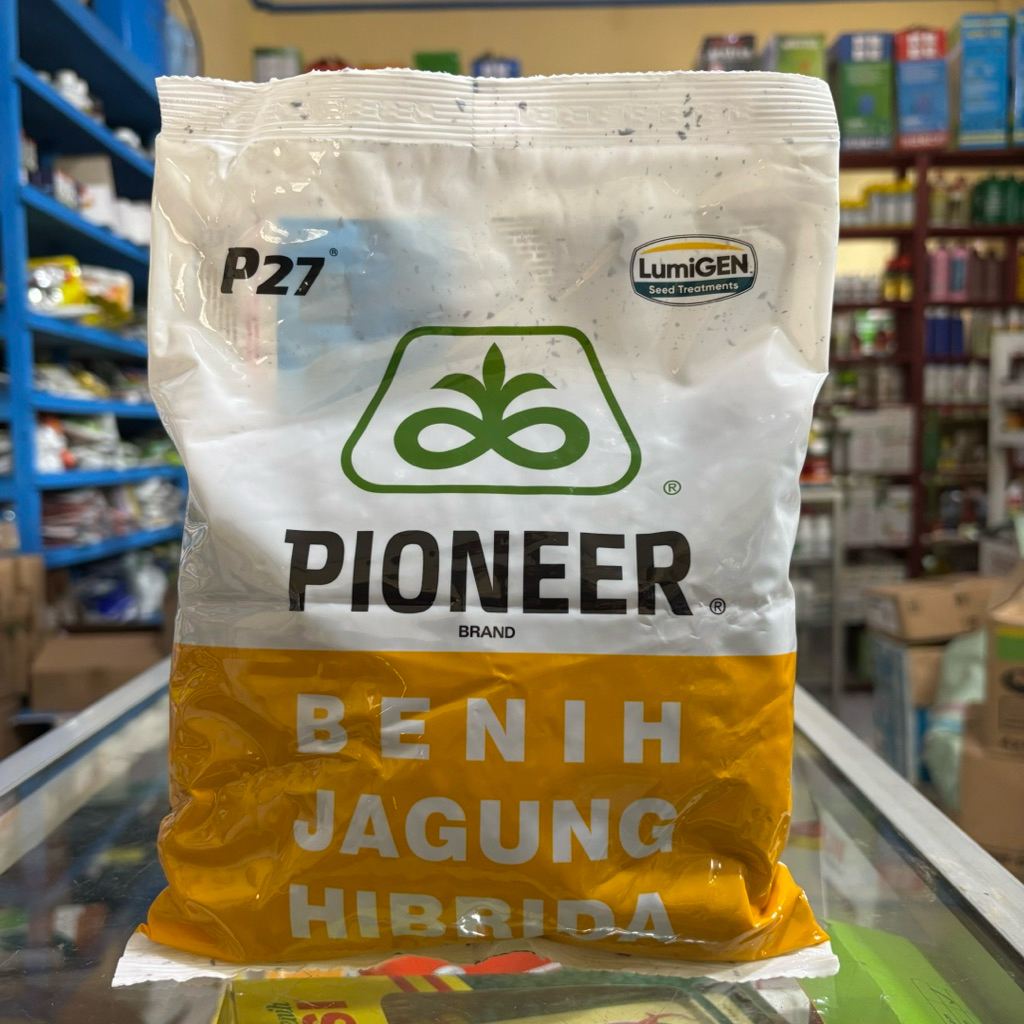 P27®
LumiGEN
Seed Treatments
®
PIONEER®
BRAND
BENIH
JAGUNG
HIBRIDA